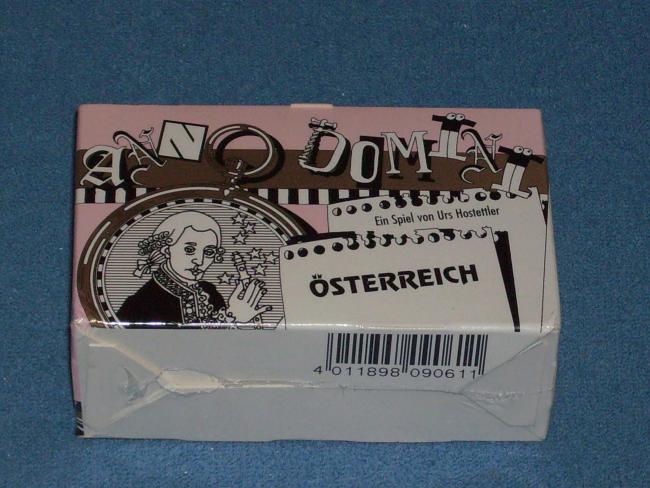 ANNO DOMINI
Ein Spiel von Urs Hostettler
ÖSTERREICH
4 011898 090611